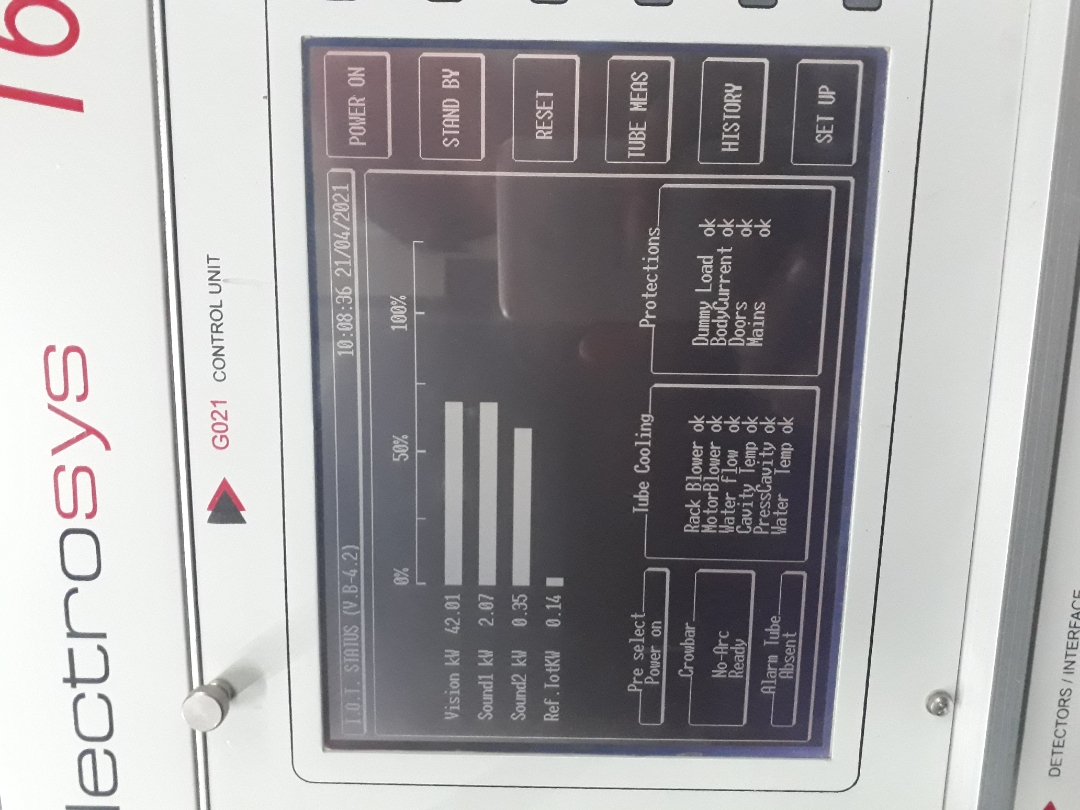 lectrosys
G021 CONTROL UNIT
I.O.T. STATUS (V.B-4.2) 10:08:36 21/04/2021
0% 50% 100%
Vision kW 42.01
Sound1 kW 2.07
Sound2 kW 0.35
Ref.TotKW 0.14
Pre select
Power on
Crowbar
No-Arc
Ready
Alarm Tube
Absent
Tube Cooling
Rack Blower ok
MotorBlower ok
Water flow ok
Cavity Temp ok
PressCavity ok
Water Temp ok
Protections
Dummy Load ok
BodyCurrent ok
Doors ok
Mains ok
POWER ON
STAND BY
RESET
TUBE MEAS
HISTORY
SET UP
DETECTORS / INTERFACE